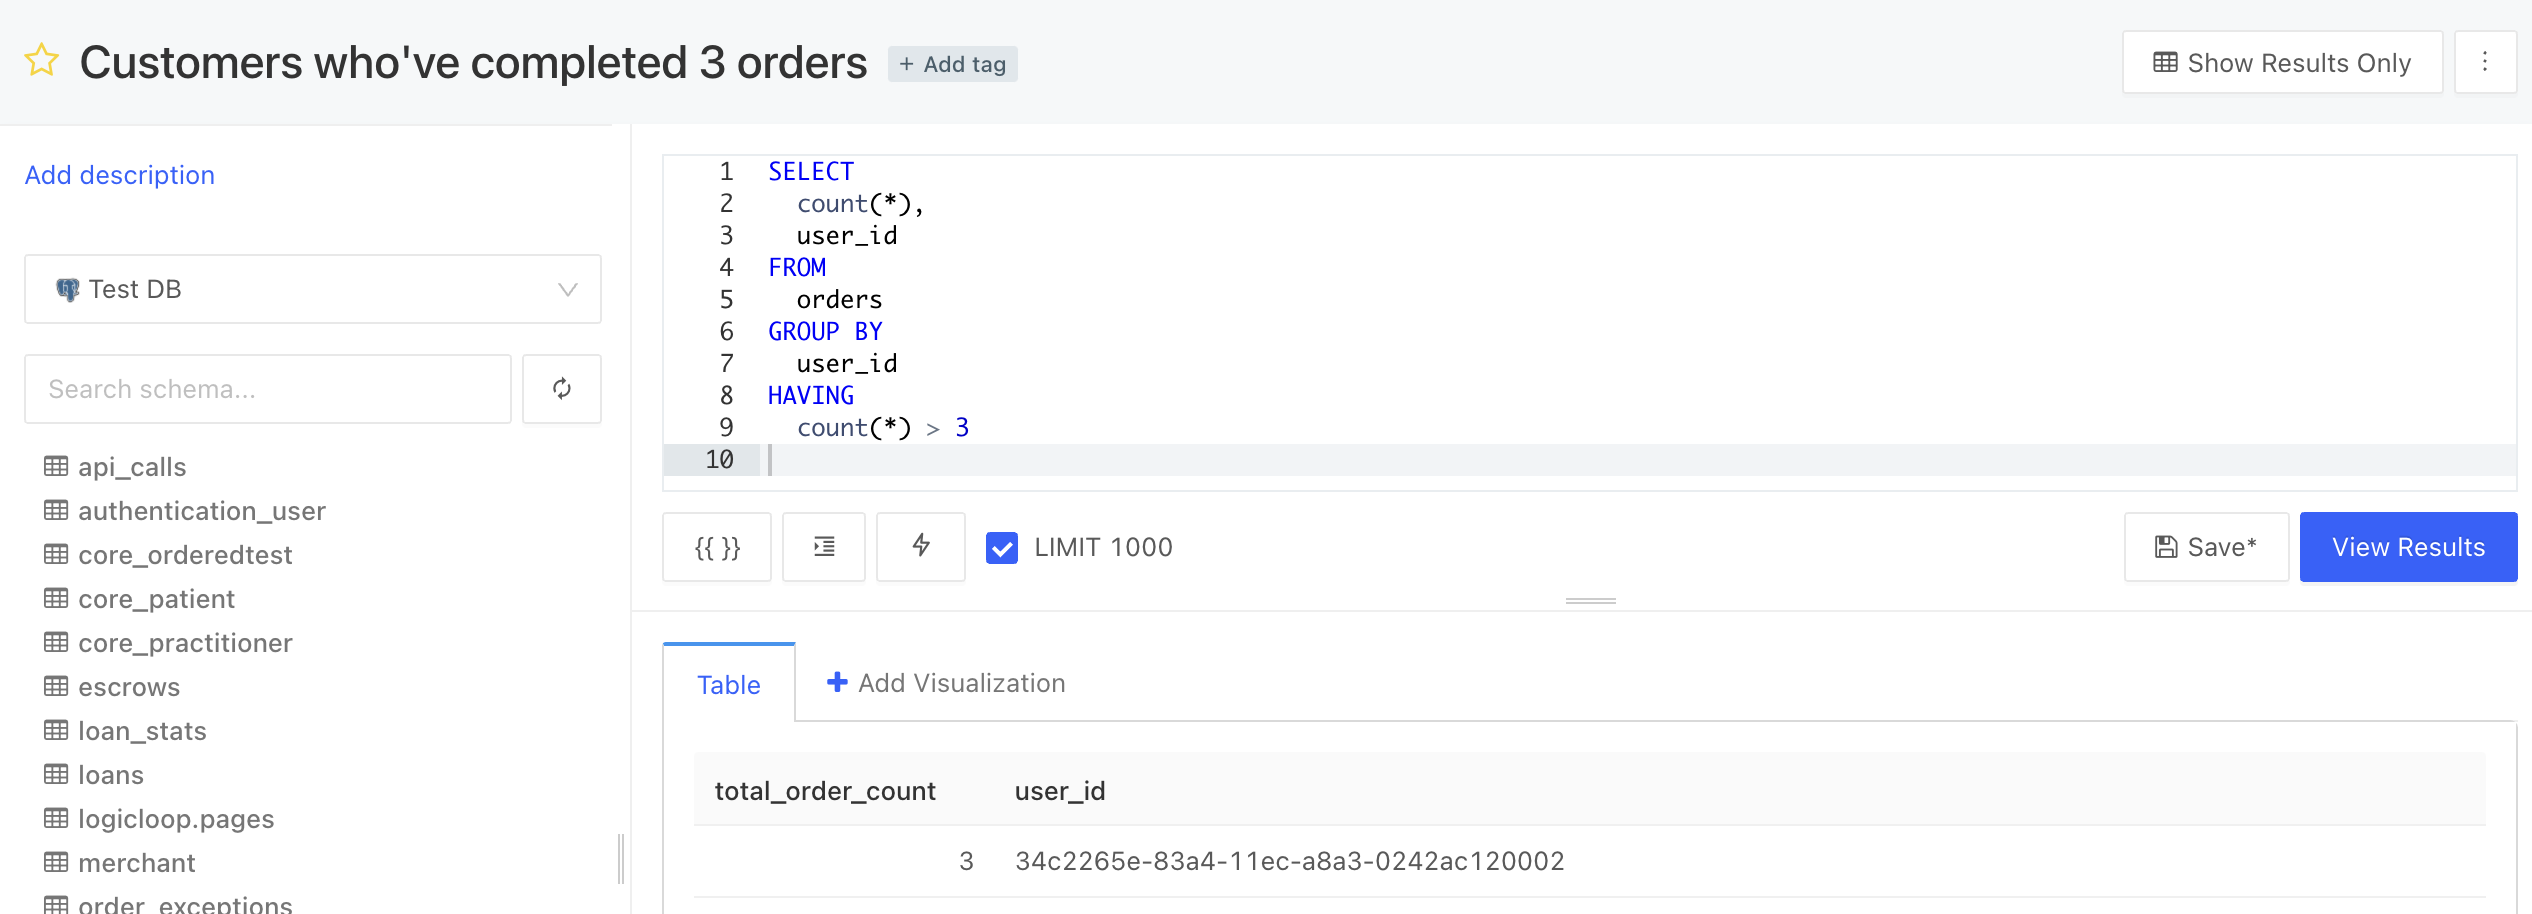 Customers who've completed 3 orders
+ Add tag
Show Results Only
Add description
Test DB
Search schema...
api_calls
authentication_user
core_orderedtest
core_patient
core_practitioner
escrows
loan_stats
loans
logicloop.pages
merchant
order_exceptions
1 SELECT
2 count(*),
3 user_id
4 FROM
5 orders
6 GROUP BY
7 user_id
8 HAVING
9 count(*) > 3
10
{{ }}
LIMIT 1000
Save*
View Results
Table
+ Add Visualization
total_order_count user_id
3 34c2265e-83a4-11ec-a8a3-0242ac120002